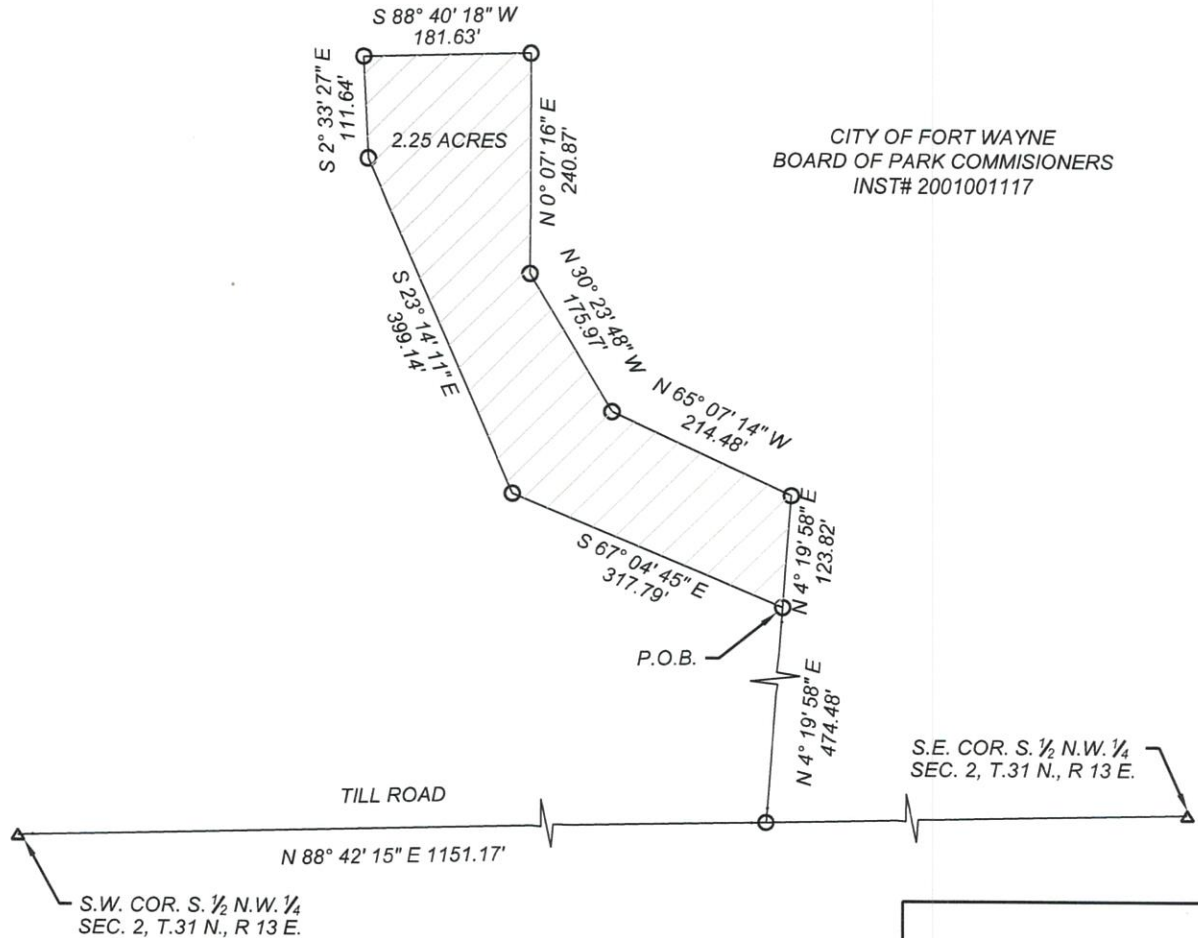 S 88° 40' 18" W
181.63'
S 2° 33' 27" E
111.64'
2.25 ACRES
N 0° 07' 16" E
240.87'
CITY OF FORT WAYNE
BOARD OF PARK COMMISIONERS
INST# 2001001117
N 30° 23' 48" W
175.97'
S 23° 14' 11" E
399.14'
N 65° 07' 14" W
214.48'
N 4° 19' 58" E
123.82'
S 67° 04' 45" E
317.79'
P.O.B.
N 4° 19' 58" E
474.48'
S.E. COR. S. ½ N.W. ¼
SEC. 2, T.31 N., R 13 E.
TILL ROAD
N 88° 42' 15" E 1151.17'
S.W. COR. S. ½ N.W. ¼
SEC. 2, T.31 N., R 13 E.